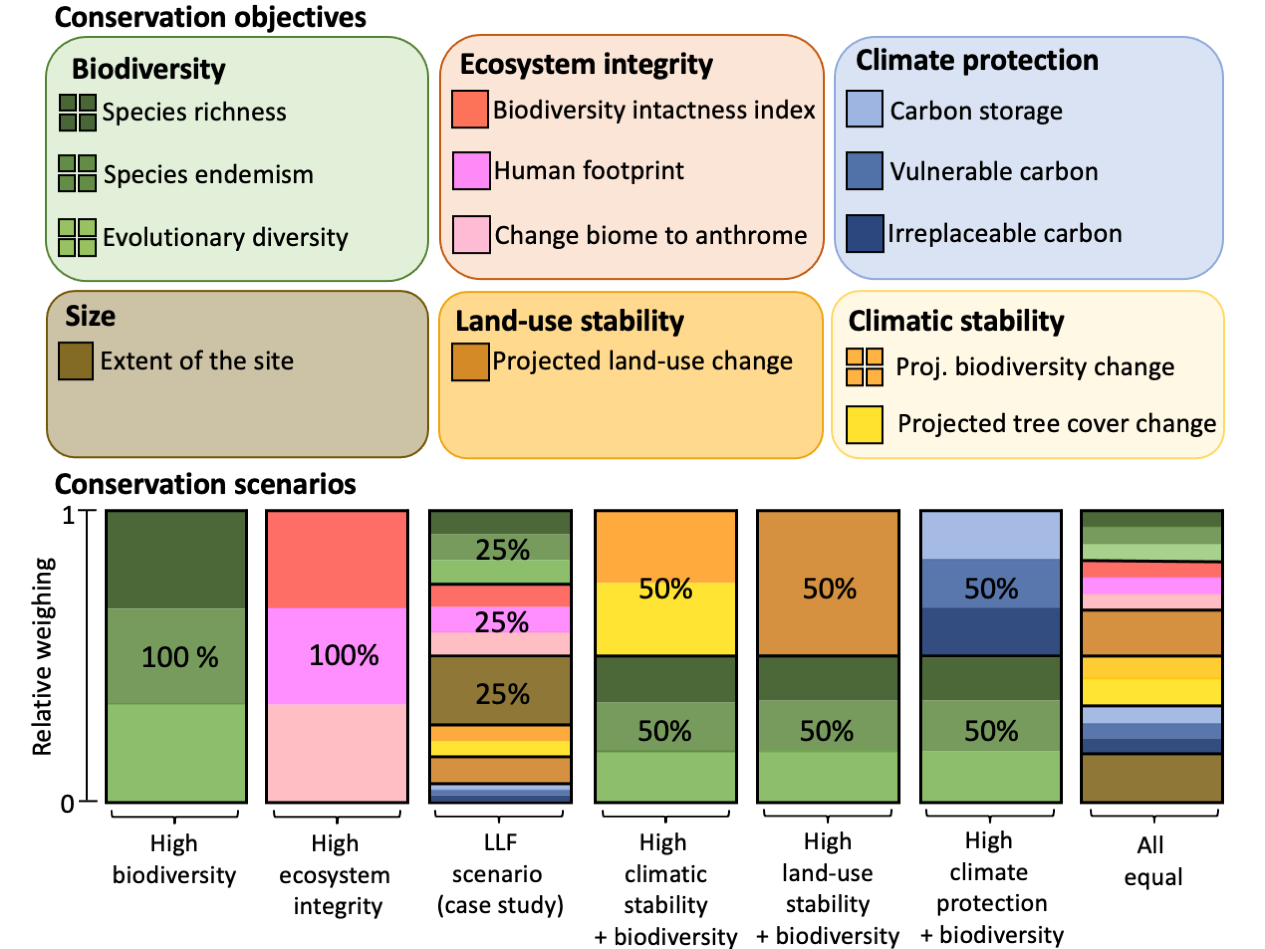 Conservation objectives
Biodiversity
Species richness
Species endemism
Evolutionary diversity
Ecosystem integrity
Biodiversity intactness index
Human footprint
Change biome to anthrome
Climate protection
Carbon storage
Vulnerable carbon
Irreplaceable carbon
Size
Extent of the site
Land-use stability
Projected land-use change
Climatic stability
Proj. biodiversity change
Projected tree cover change
Conservation scenarios
Relative weighing
1
0
100 %
High
biodiversity
100%
High
ecosystem
integrity
25%
25%
25%
LLF
scenario
(case study)
50%
50%
High
climatic
stability
+ biodiversity
50%
50%
High
land-use
stability
+ biodiversity
50%
50%
High
climate
protection
+ biodiversity
All
equal